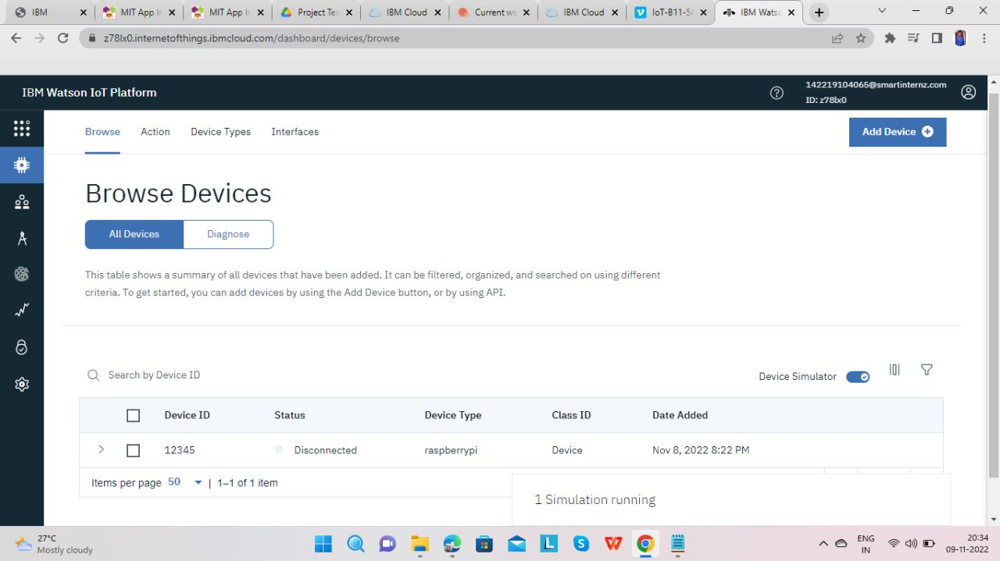 IBM
MIT App In
MIT App In
Project Ter
IBM Cloud
Current we
IBM Cloud
IoT-B11-5A
IBM Watso
z78lx0.internetofthings.ibmcloud.com/dashboard/devices/browse
IBM Watson IoT Platform
142219104065@smartinternz.com
ID: z78lx0
Browse
Action
Device Types
Interfaces
Add Device
Browse Devices
All Devices
Diagnose
This table shows a summary of all devices that have been added. It can be filtered, organized, and searched on using different
criteria. To get started, you can add devices by using the Add Device button, or by using API.
Search by Device ID
Device Simulator
Device ID Status Device Type Class ID Date Added
12345 Disconnected raspberrypi Device Nov 8, 2022 8:22 PM
Items per page 50 | 1–1 of 1 item
1 Simulation running
27°C
Mostly cloudy
ENG
IN
20:34
09-11-2022